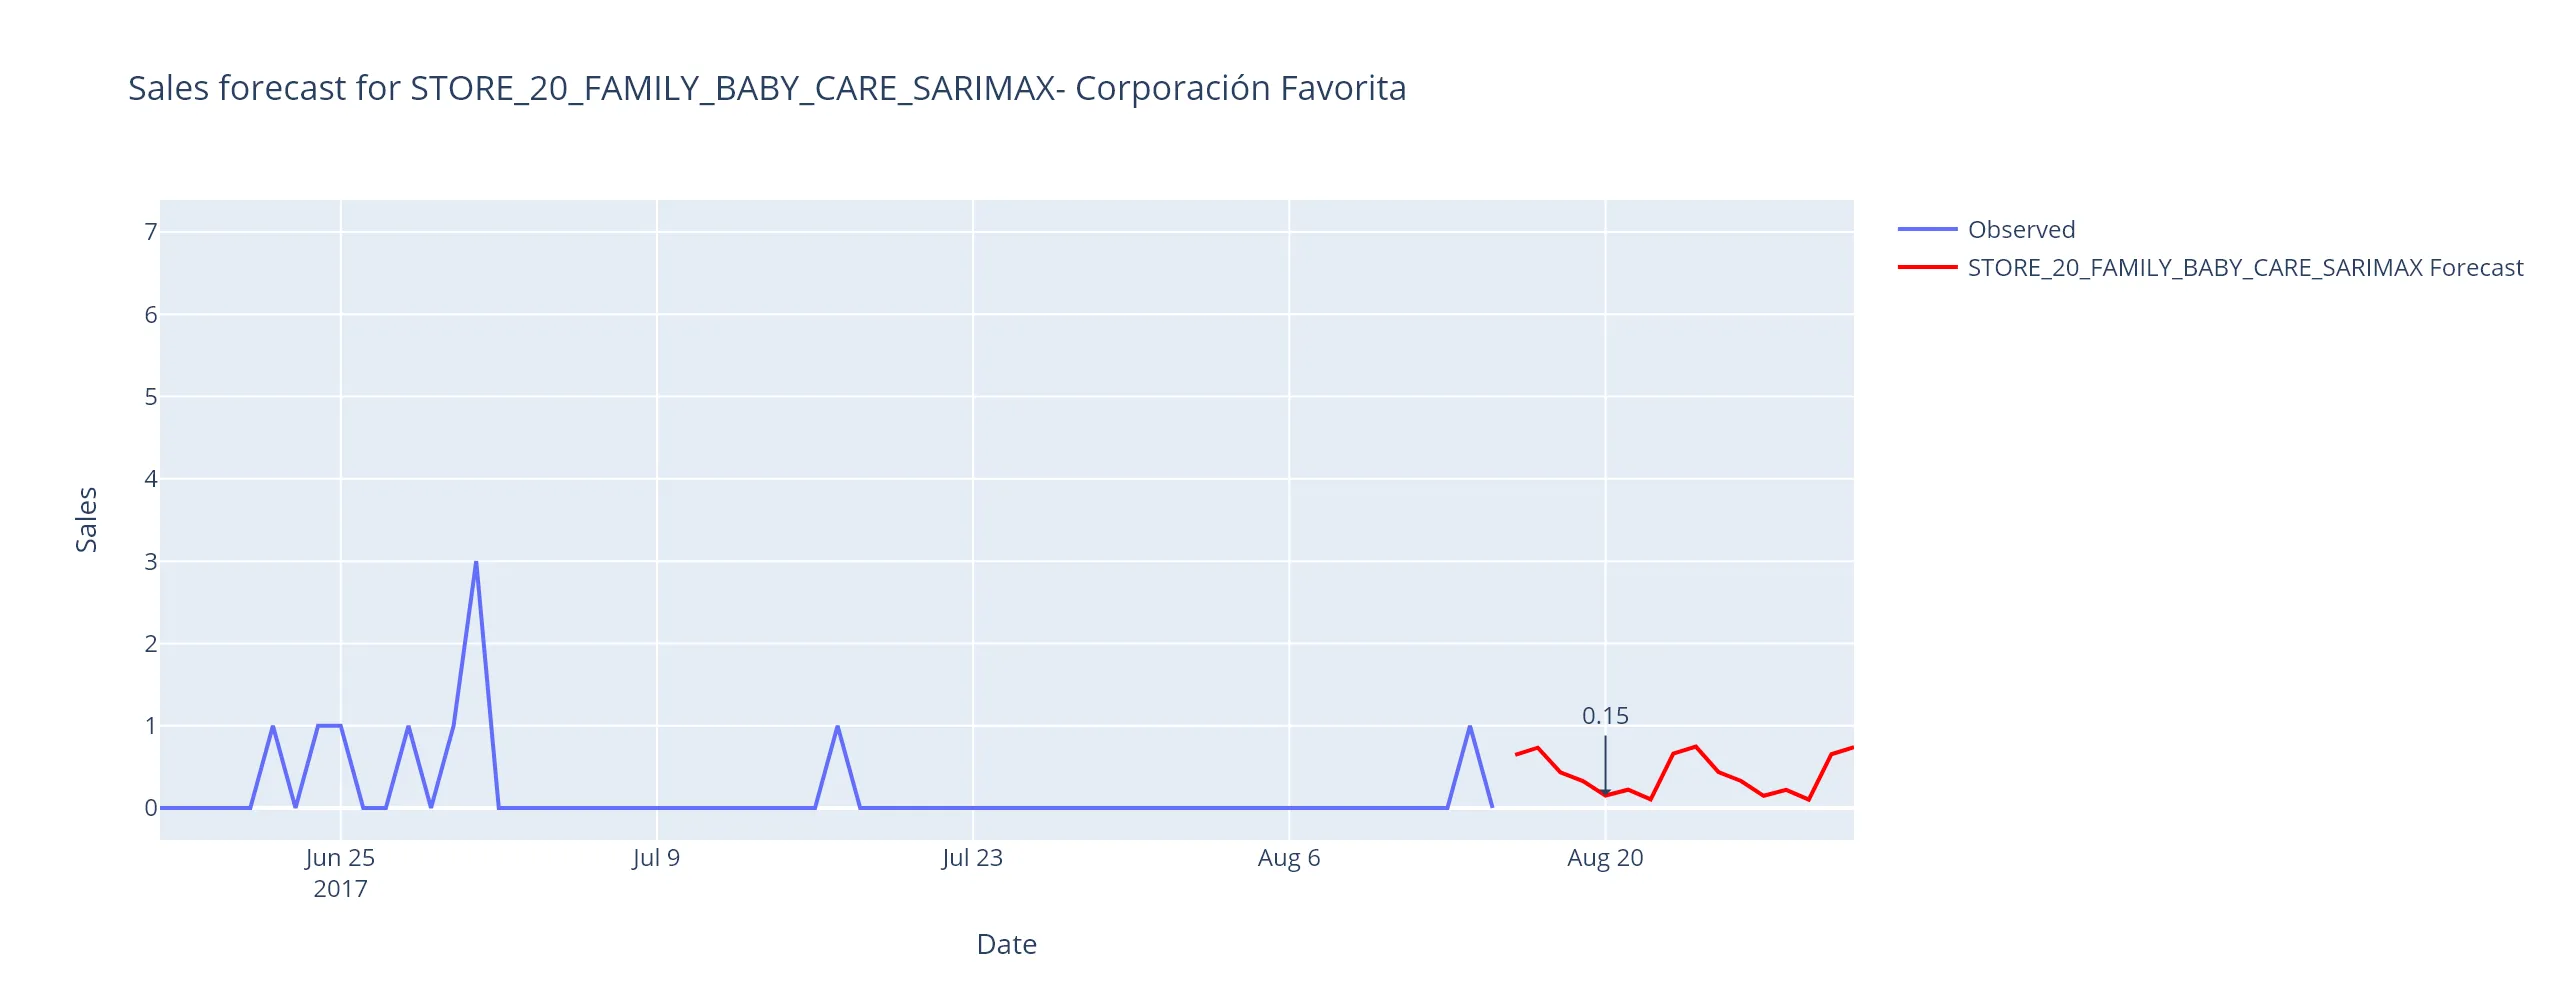 Sales forecast for STORE_20_FAMILY_BABY_CARE_SARIMAX- Corporación Favorita
Observed
STORE_20_FAMILY_BABY_CARE_SARIMAX Forecast
7
6
5
4
3
2
1
0
Sales
0.15
Jun 25
2017
Jul 9
Jul 23
Aug 6
Aug 20
Date